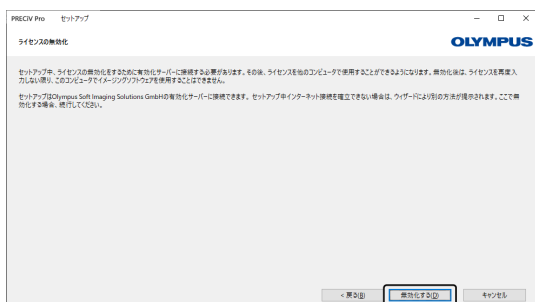 PRECiV Pro セットアップ
ライセンスの無効化
OLYMPUS
セットアップ中、ライセンスの無効化をするために有効化サーバーに接続する必要があります。その後、ライセンスを他のコンピュータで使用することができるようになります。無効化後は、ライセンスを再度入
力しない限り、このコンピュータでイメージングソフトウェアを使用することはできません。
セットアップはOlympus Soft Imaging Solutions GmbHの有効化サーバーに接続できます。セットアップ中インターネット接続を確立できない場合は、ウィザードにより別の方法が提示されます。ここで無
効化する場合、続行してください。
< 戻る(B) 無効化する(D) キャンセル